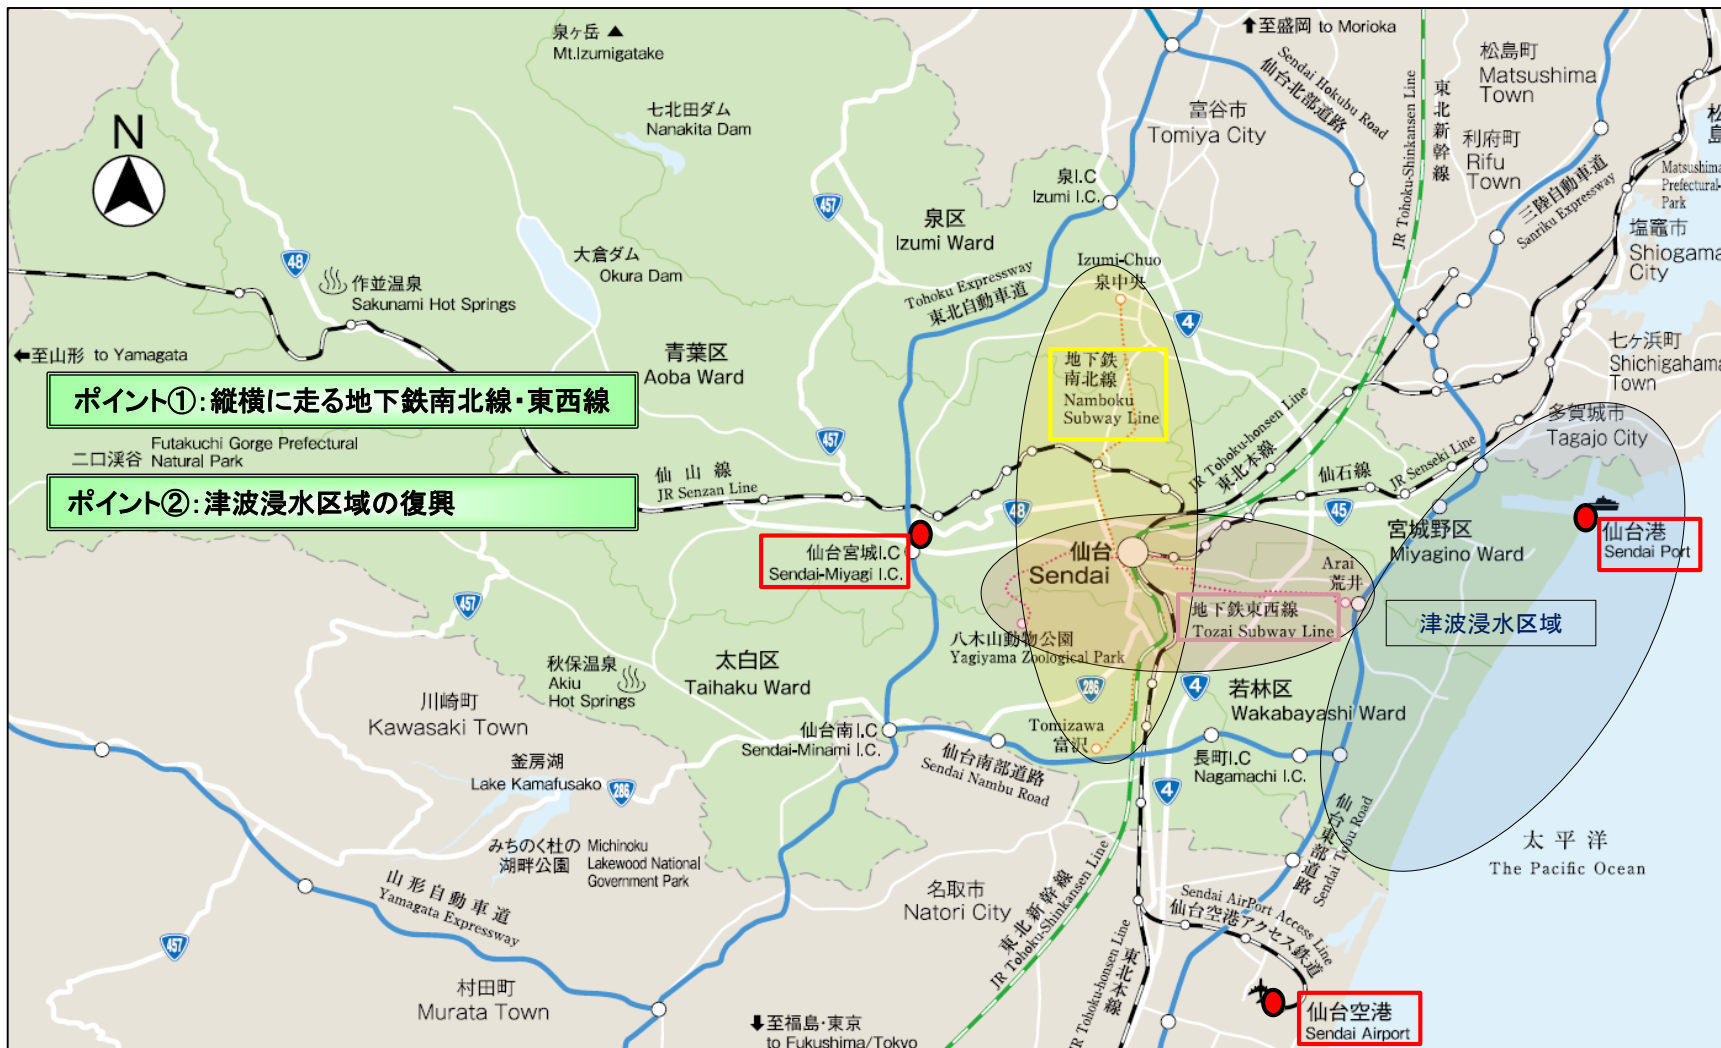 泉ヶ岳▲
Mt.Izumigatake
⬆至盛岡 to Morioka
松島町
Matsushima
Town
N
七北田ダム
Nanakita Dam
富谷市
Tomiya City
Sendai Hokubu Road
仙台北部道路
JR Tohoku-Shinkansen Line
東北新幹線
利府町
Rifu
Town
松島
Matsushima
Prefectural
Park
三陸自動車道
Sanriku Expressway
塩竈市
Shiogama
City
457
泉I.C
Izumi I.C.
泉区
Izumi Ward
48
作並温泉
Sakunami Hot Springs
大倉ダム
Okura Dam
Tohoku Expressway
東北自動車道
Izumi-Chuo
泉中央
4
⬅至山形 to Yamagata
青葉区
Aoba Ward
地下鉄
南北線
Namboku
Subway Line
七ヶ浜町
Shichigahama
Town
ポイント①:縦横に走る地下鉄南北線・東西線
二口渓谷
Futakuchi Gorge Prefectural
Natural Park
457
JR Tohoku-honsen Line
東北本線
多賀城市
Tagajo City
ポイント②:津波浸水区域の復興
仙山線
JR Senzan Line
仙石線
JR Senseki Line
48
45
仙台宮城I.C
Sendai-Miyagi I.C.
仙台
Sendai
宮城野区
Miyagino Ward
仙台港
Sendai Port
Arai
荒井
457
地下鉄東西線
Tozai Subway Line
津波浸水区域
八木山動物公園
Yagiyama Zoological Park
秋保温泉
Akiu
Hot Springs
太白区
Taihaku Ward
286
4
若林区
Wakabayashi Ward
川崎町
Kawasaki Town
仙台南I.C
Sendai-Minami I.C.
Tomizawa
富沢
仙台南部道路
Sendai Nambu Road
長町I.C
Nagamachi I.C.
釜房湖
Lake Kamafusako
286
4
仙台東部道路
Sendai Tobu Road
太平洋
The Pacific Ocean
みちのく杜の
湖畔公園
Michinoku
Lakewood National
Government Park
山形自動車道
Yamagata Expressway
名取市
Natori City
東北新幹線
JR Tohoku-Shinkansen Line
Sendai AirPort Access Line
仙台空港アクセス鉄道
457
村田町
Murata Town
JR Tohoku-honsen Line
東北本線
仙台空港
Sendai Airport
⬇至福島・東京
to Fukushima/Tokyo